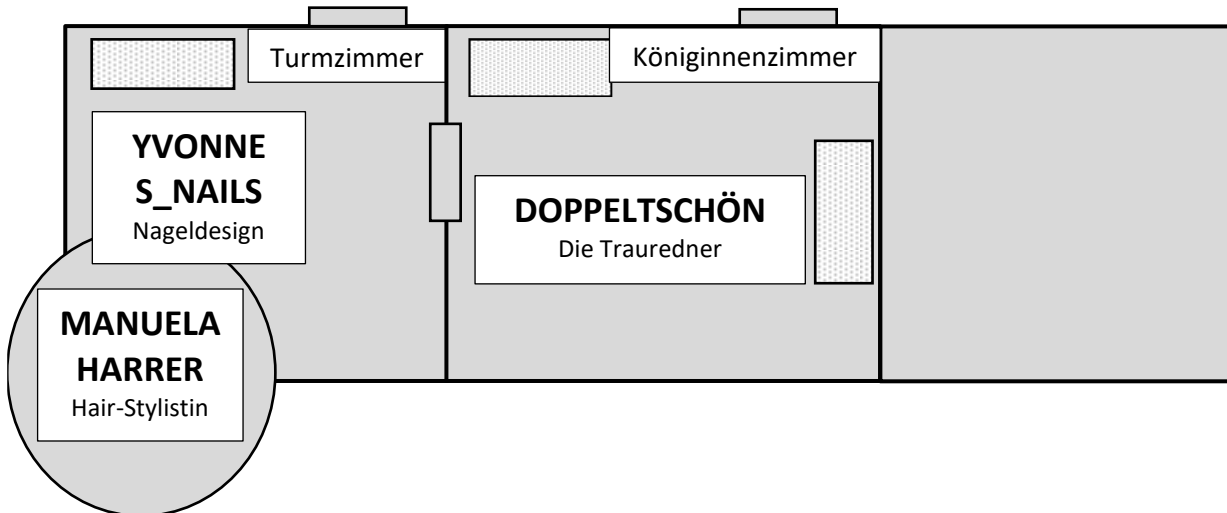 Turmzimmer
Königinnenzimmer
YVONNE
S_NAILS
Nageldesign
DOPPELTSCHÖN
Die Trauredner
MANUELA
HARRER
Hair-Stylistin